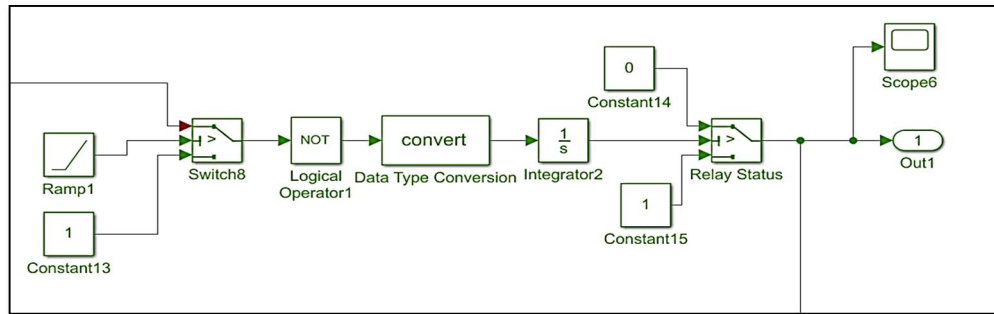 0
Constant14
Scope6
>
Switch8
NOT
Logical
Operator1
convert
Data Type Conversion
1
s
Integrator2
>
Relay Status
1
Out1
Ramp1
1
Constant13
1
Constant15